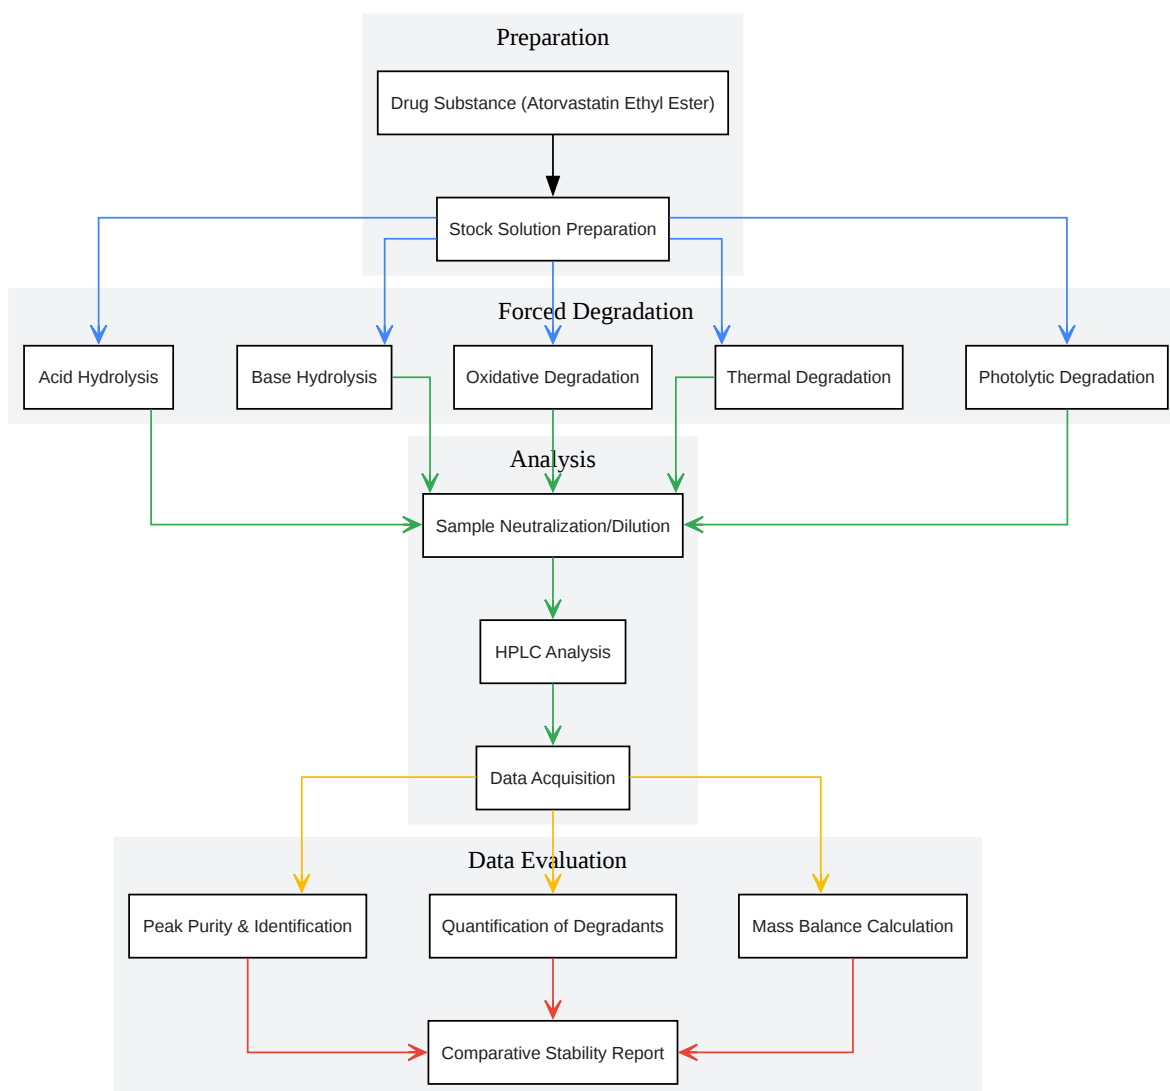 Preparation
Drug Substance (Atorvastatin Ethyl Ester)
Stock Solution Preparation
Forced Degradation
Acid Hydrolysis
Base Hydrolysis
Oxidative Degradation
Thermal Degradation
Photolytic Degradation
Analysis
Sample Neutralization/Dilution
HPLC Analysis
Data Acquisition
Data Evaluation
Peak Purity & Identification
Quantification of Degradants
Mass Balance Calculation
Comparative Stability Report